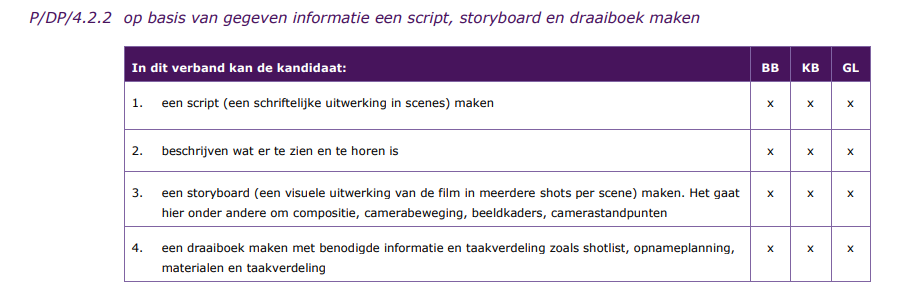 P/DP/4.2.2 op basis van gegeven informatie een script, storyboard en draaiboek maken
In dit verband kan de kandidaat: BB KB GL
1. een script (een schriftelijke uitwerking in scenes) maken x x x
2. beschrijven wat er te zien en te horen is x x x
3. een storyboard (een visuele uitwerking van de film in meerdere shots per scene) maken. Het gaat x x x
hier onder andere om compositie, camerabeweging, beeldkaders, camerastandpunten
4. een draaiboek maken met benodigde informatie en taakverdeling zoals shotlist, opnameplanning, x x x
materialen en taakverdeling